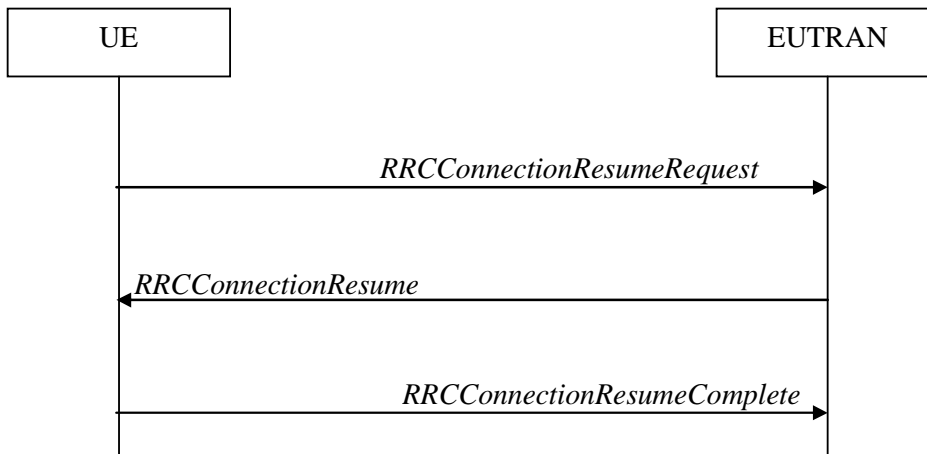 UE
EUTRAN
RRCConnectionResumeRequest
RRCConnectionResume
RRCConnectionResumeComplete